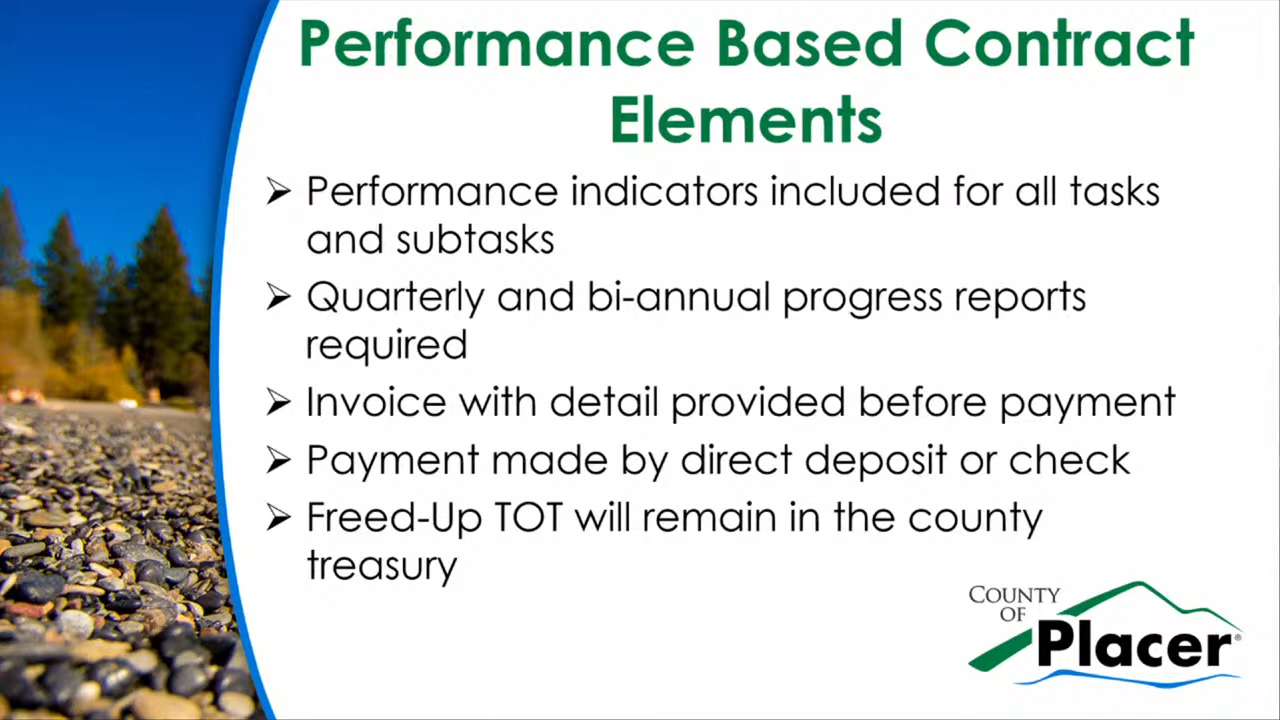 Performance Based Contract
Elements
➢ Performance indicators included for all tasks
and subtasks
➢ Quarterly and bi-annual progress reports
required
➢ Invoice with detail provided before payment
➢ Payment made by direct deposit or check
➢ Freed-Up TOT will remain in the county
treasury
COUNTY
OF
Placer®